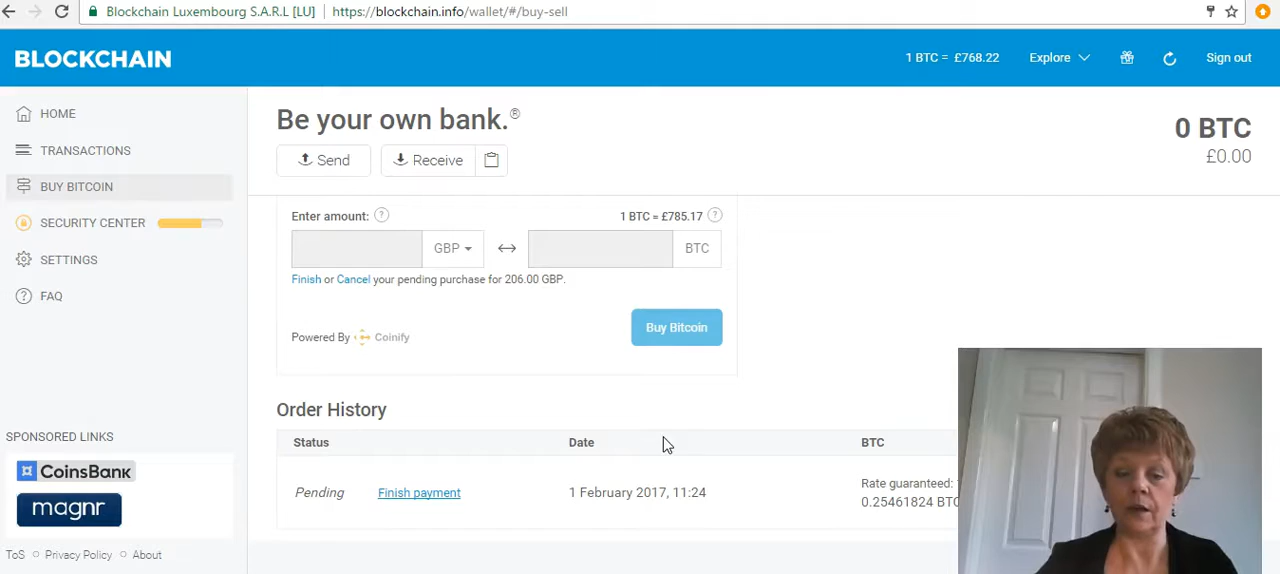 Blockchain Luxembourg S.A.R.L [LU] https://blockchain.info/wallet/#/buy-sell
BLOCKCHAIN
1 BTC = £768.22
Explore
Sign out
HOME
TRANSACTIONS
BUY BITCOIN
SECURITY CENTER
SETTINGS
FAQ
SPONSORED LINKS
CoinsBank
magnr
ToS
Privacy Policy
About
Be your own bank.®
0 BTC
£0.00
Send
Receive
Enter amount:
1 BTC = £785.17
GBP
BTC
Finish or Cancel your pending purchase for 206.00 GBP.
Powered By Coinify
Buy Bitcoin
Order History
Status Date BTC
Pending Finish payment 1 February 2017, 11:24 Rate guaranteed:
0.25461824 BTC